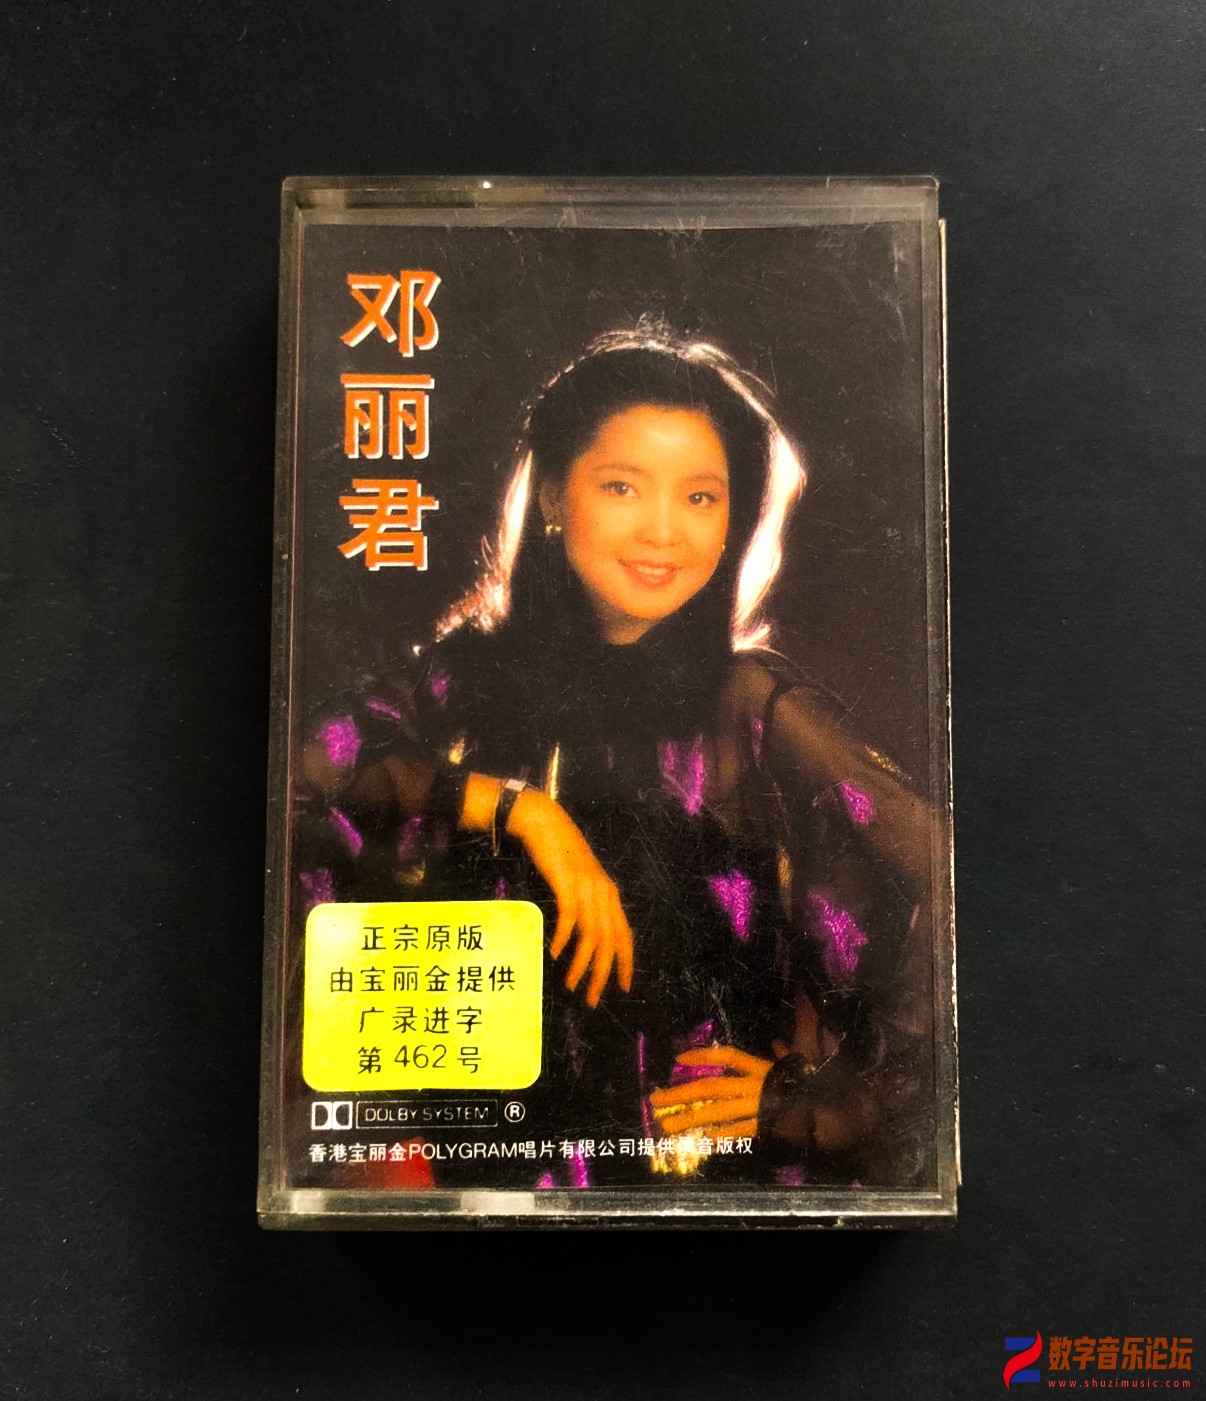 邓丽君
正宗原版
由宝丽金提供
广录进字
第462号
DOLBY SYSTEM ®
香港宝丽金POLYGRAM唱片有限公司提供录音版权
数字音乐论坛
www.shuzimusic.com